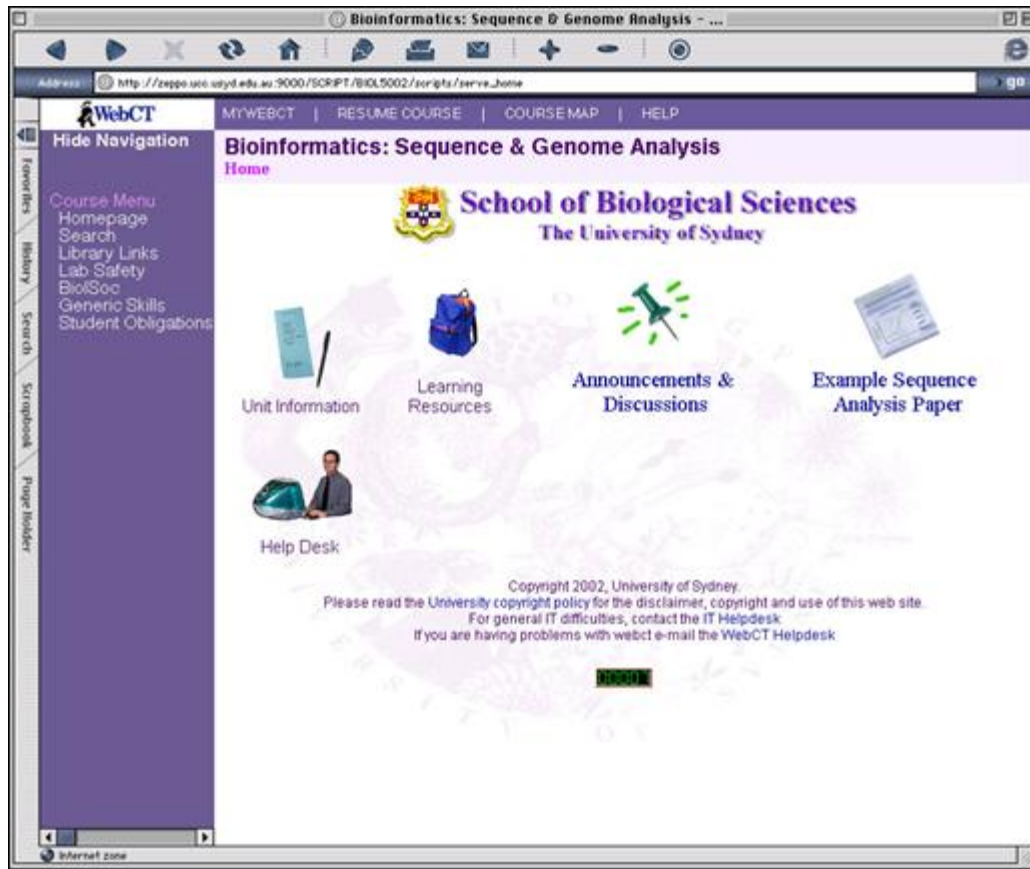 Bioinformatics: Sequence & Genome Analysis - ...
Address
http://zeppo.ucc.usyd.edu.au:9000/SCRIPT/BIOL5002/scripts/serve_home
go
WebCT
MYWEBCT | RESUME COURSE | COURSE MAP | HELP
Hide Navigation
Bioinformatics: Sequence & Genome Analysis
Home
Favorites
History
Search
Scrapbook
Page Holder
Course Menu
Homepage
Search
Library Links
Lab Safety
BiolSoc
Generic Skills
Student Obligations
School of Biological Sciences
The University of Sydney
Unit Information
Learning
Resources
Announcements &
Discussions
Example Sequence
Analysis Paper
Help Desk
Copyright 2002, University of Sydney.
Please read the University copyright policy for the disclaimer, copyright and use of this web site.
For general IT difficulties, contact the IT Helpdesk
If you are having problems with webct e-mail the WebCT Helpdesk
Internet zone